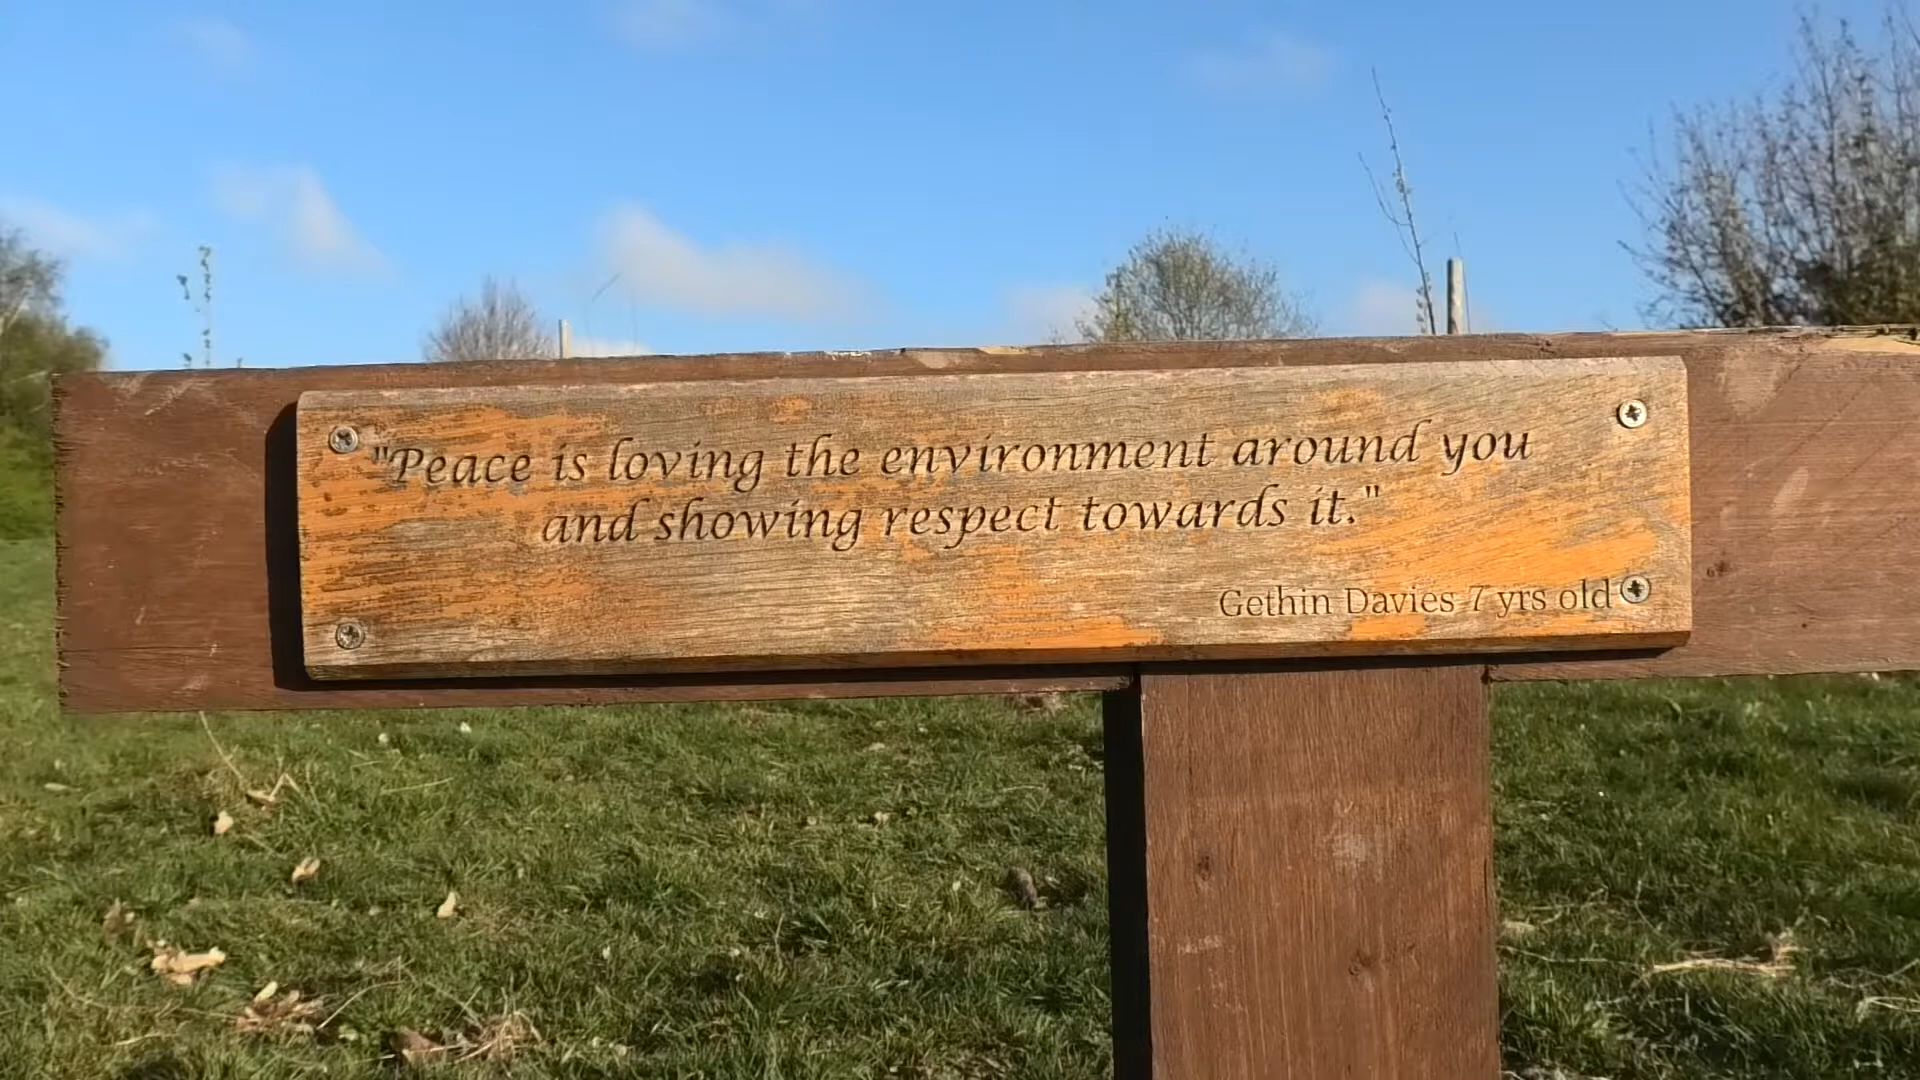 "Peace is loving the environment around you
and showing respect towards it."
Gethin Davies 7 yrs old